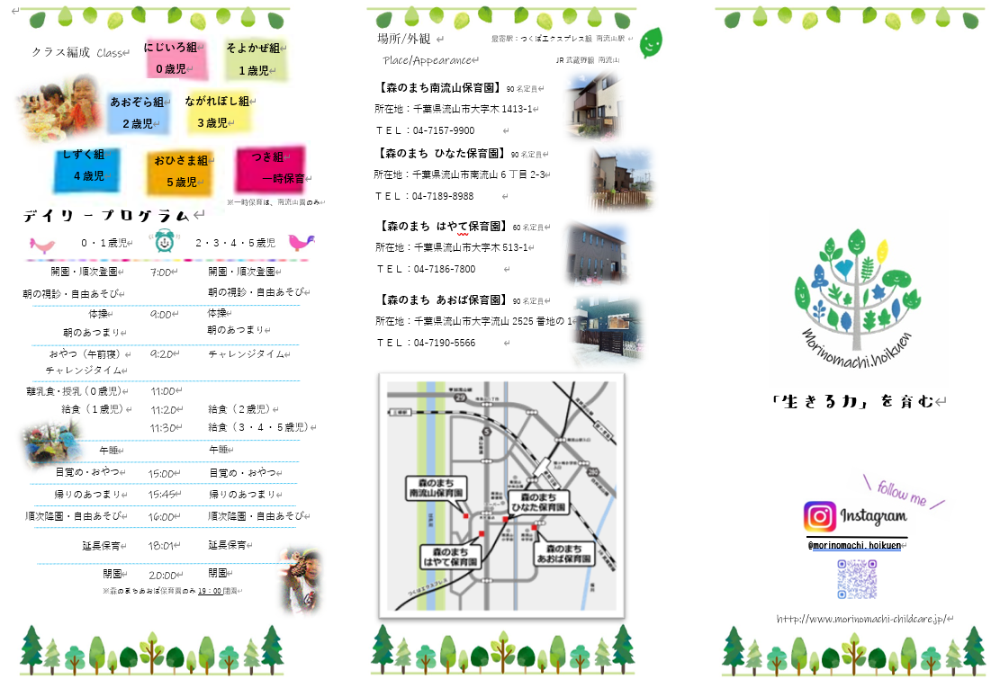 クラス編成 Class
にじいろ組
０歳児
そよかぜ組
１歳児
あおぞら組
２歳児
ながれぼし組
３歳児
しずく組
４歳児
おひさま組
５歳児
つき組
一時保育
※一時保育は、南流山園のみ
デイリープログラム
０・１歳児
２・３・４・５歳児
開園・順次登園 7:00 開園・順次登園
朝の視診・自由あそび 朝の視診・自由あそび
体操 9:00 体操
朝のあつまり 朝のあつまり
おやつ（午前寝） 9:20 チャレンジタイム
チャレンジタイム
離乳食・授乳（０歳児） 11:00
給食（１歳児） 11:20 給食（２歳児）
11:30 給食（３・４・５歳児）
午睡 午睡
目覚め・おやつ 15:00 目覚め・おやつ
帰りのあつまり 15:45 帰りのあつまり
順次降園・自由あそび 16:00 順次降園・自由あそび
延長保育 18:01 延長保育
閉園 20:00 閉園
※森のまちあおば保育園のみ 19：00 閉園
場所/外観
最寄駅：つくばエクスプレス線 南流山駅
Place/Appearance
JR 武蔵野線 南流山
【森のまち南流山保育園】90 名定員
所在地：千葉県流山市大字木 1413-1
ＴＥＬ：04-7157-9900
【森のまち ひなた保育園】90 名定員
所在地：千葉県流山市南流山 6 丁目 2-3
ＴＥＬ：04-7189-8988
【森のまち はやて保育園】60 名定員
所在地：千葉県流山市大字木 513-1
ＴＥＬ：04-7186-7800
【森のまち あおば保育園】90 名定員
所在地：千葉県流山市大字流山 2525 番地の 1
ＴＥＬ：04-7190-5566
29
5
280
森のまち
南流山保育園
森のまち
ひなた保育園
森のまち
はやて保育園
森のまち
あおば保育園
つくばエクスプレス
Morinomachi.hoikuen
「生きる力」を育む
follow me
Instagram
@morinomachi.hoikuen
http://www.morinomachi-childcare.jp/